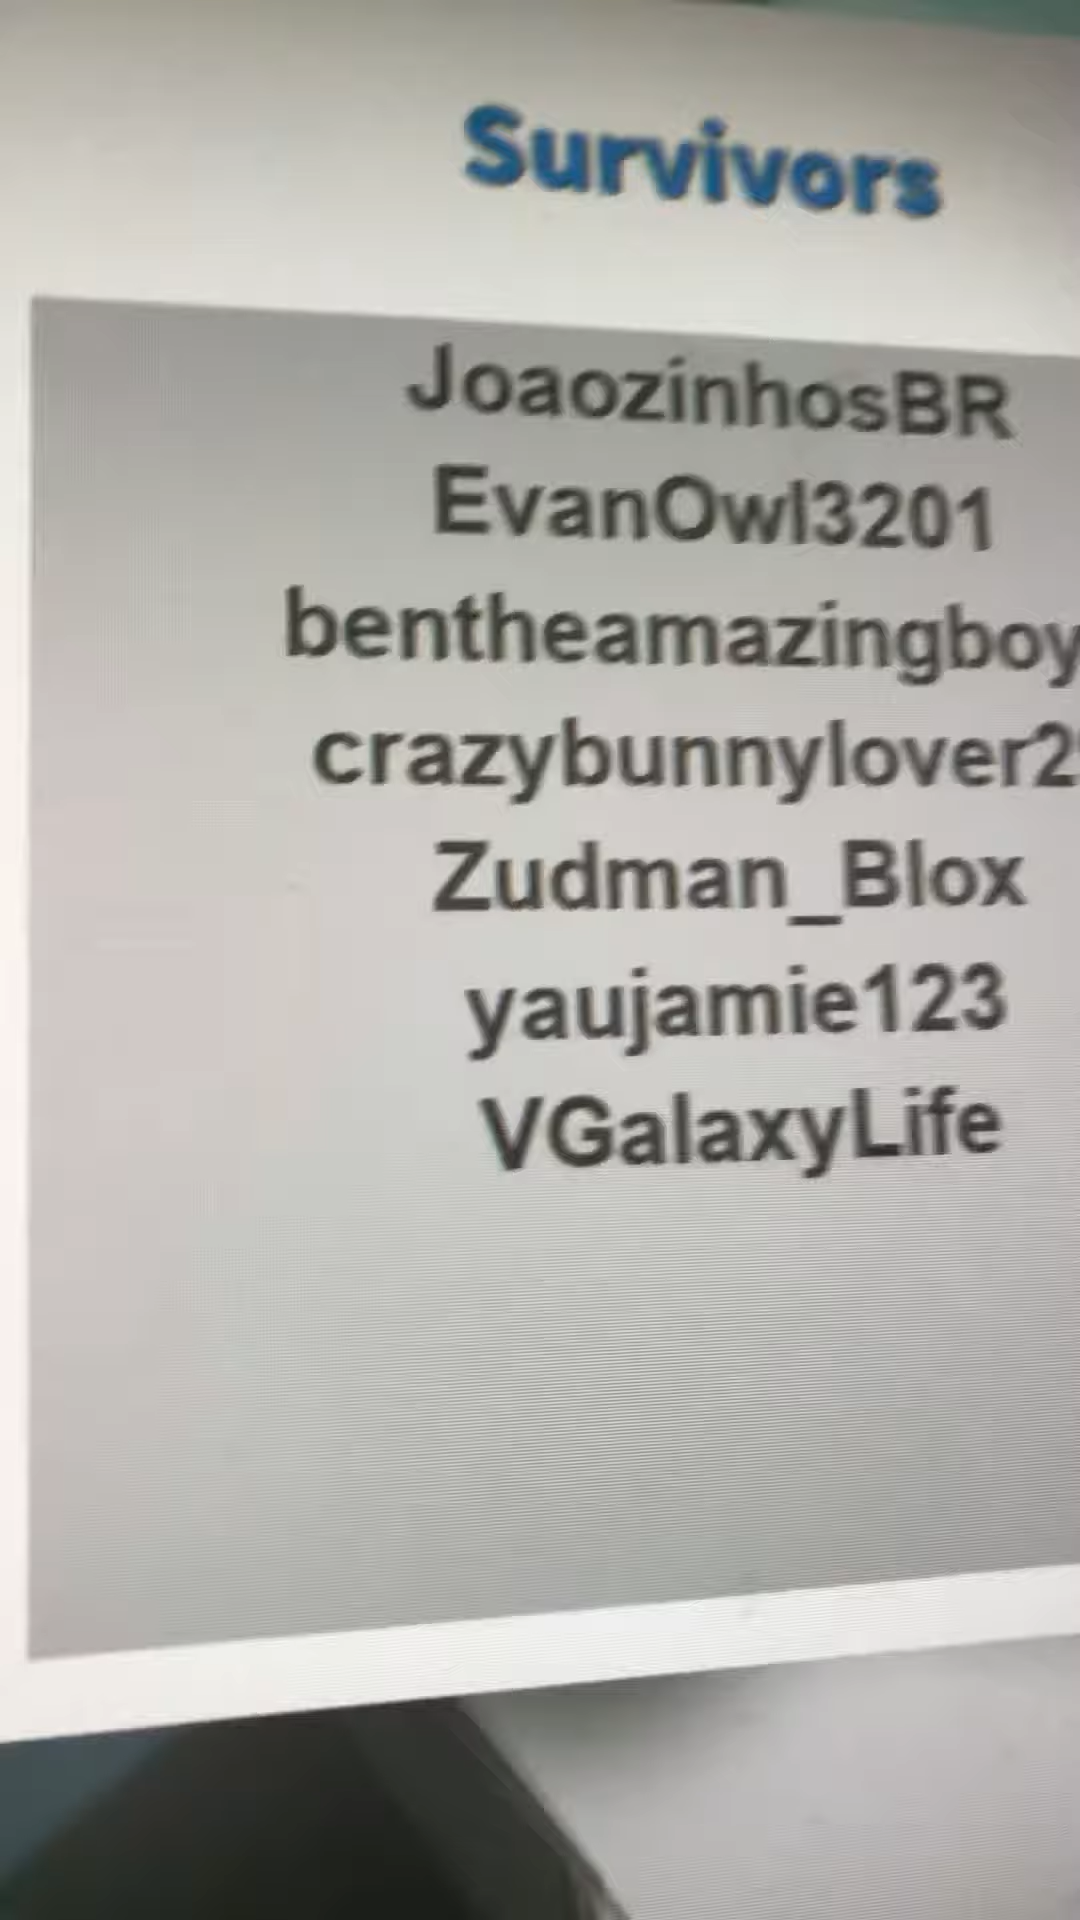 Survivors
JoaozinhosBR
EvanOwl3201
bentheamazingboy
crazybunnylover2
Zudman_Blox
yaujamie123
VGalaxyLife